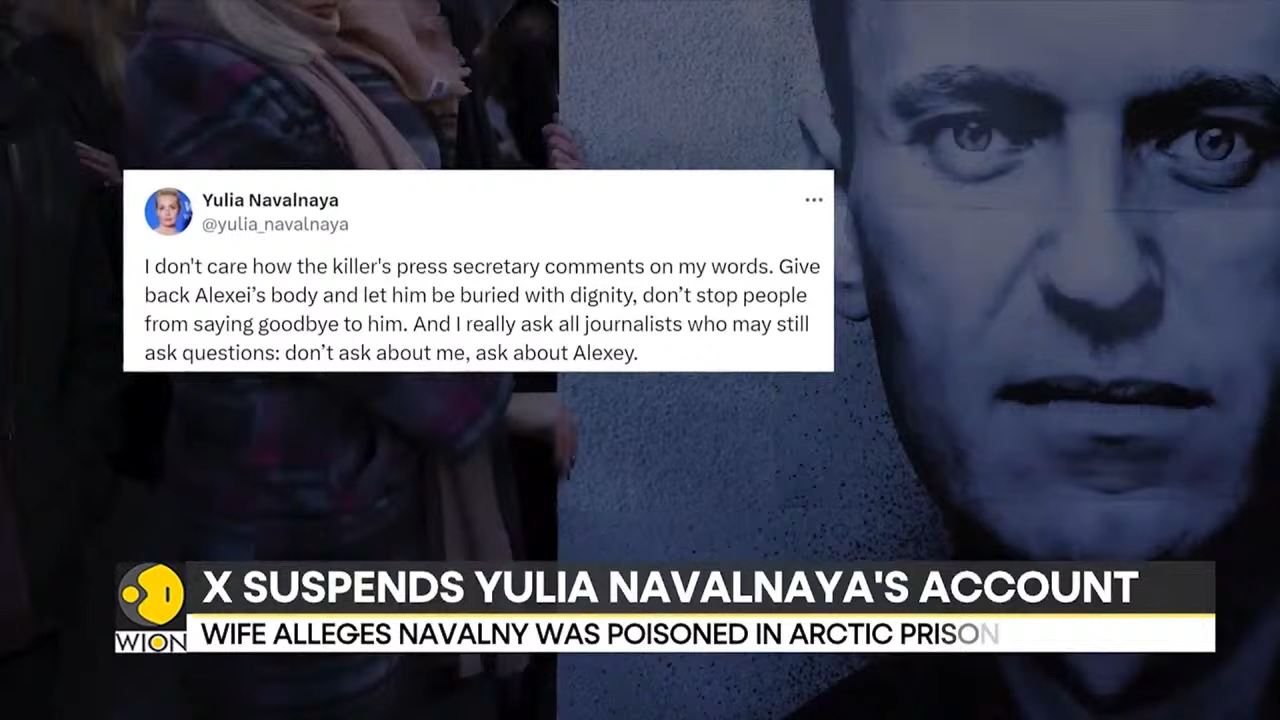 Yulia Navalnaya
@yulia_navalnaya
I don't care how the killer's press secretary comments on my words. Give
back Alexei’s body and let him be buried with dignity, don’t stop people
from saying goodbye to him. And I really ask all journalists who may still
ask questions: don’t ask about me, ask about Alexey.
X SUSPENDS YULIA NAVALNAYA'S ACCOUNT
WIFE ALLEGES NAVALNY WAS POISONED IN ARCTIC PRISON
WION